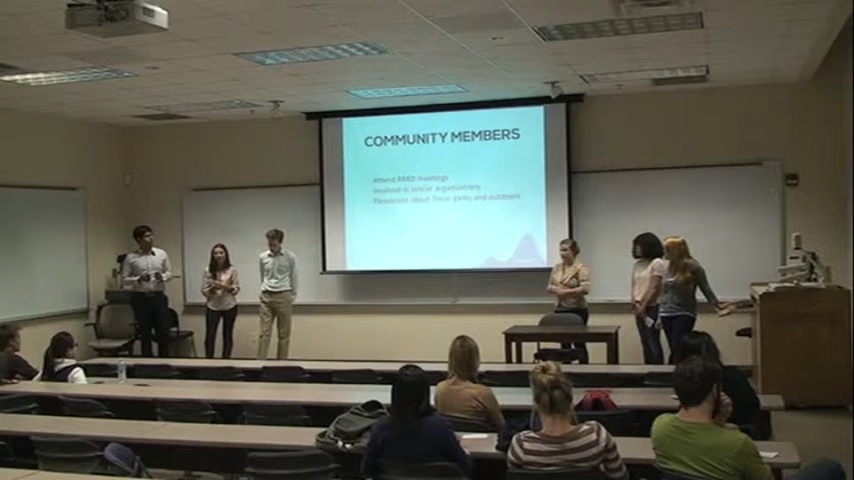 COMMUNITY MEMBERS
Attend PARD meetings
Involved in similar organizations
Passionate about Texas parks and outdoors